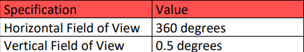 Specification Value
Horizontal Field of View 360 degrees
Vertical Field of View 0.5 degrees